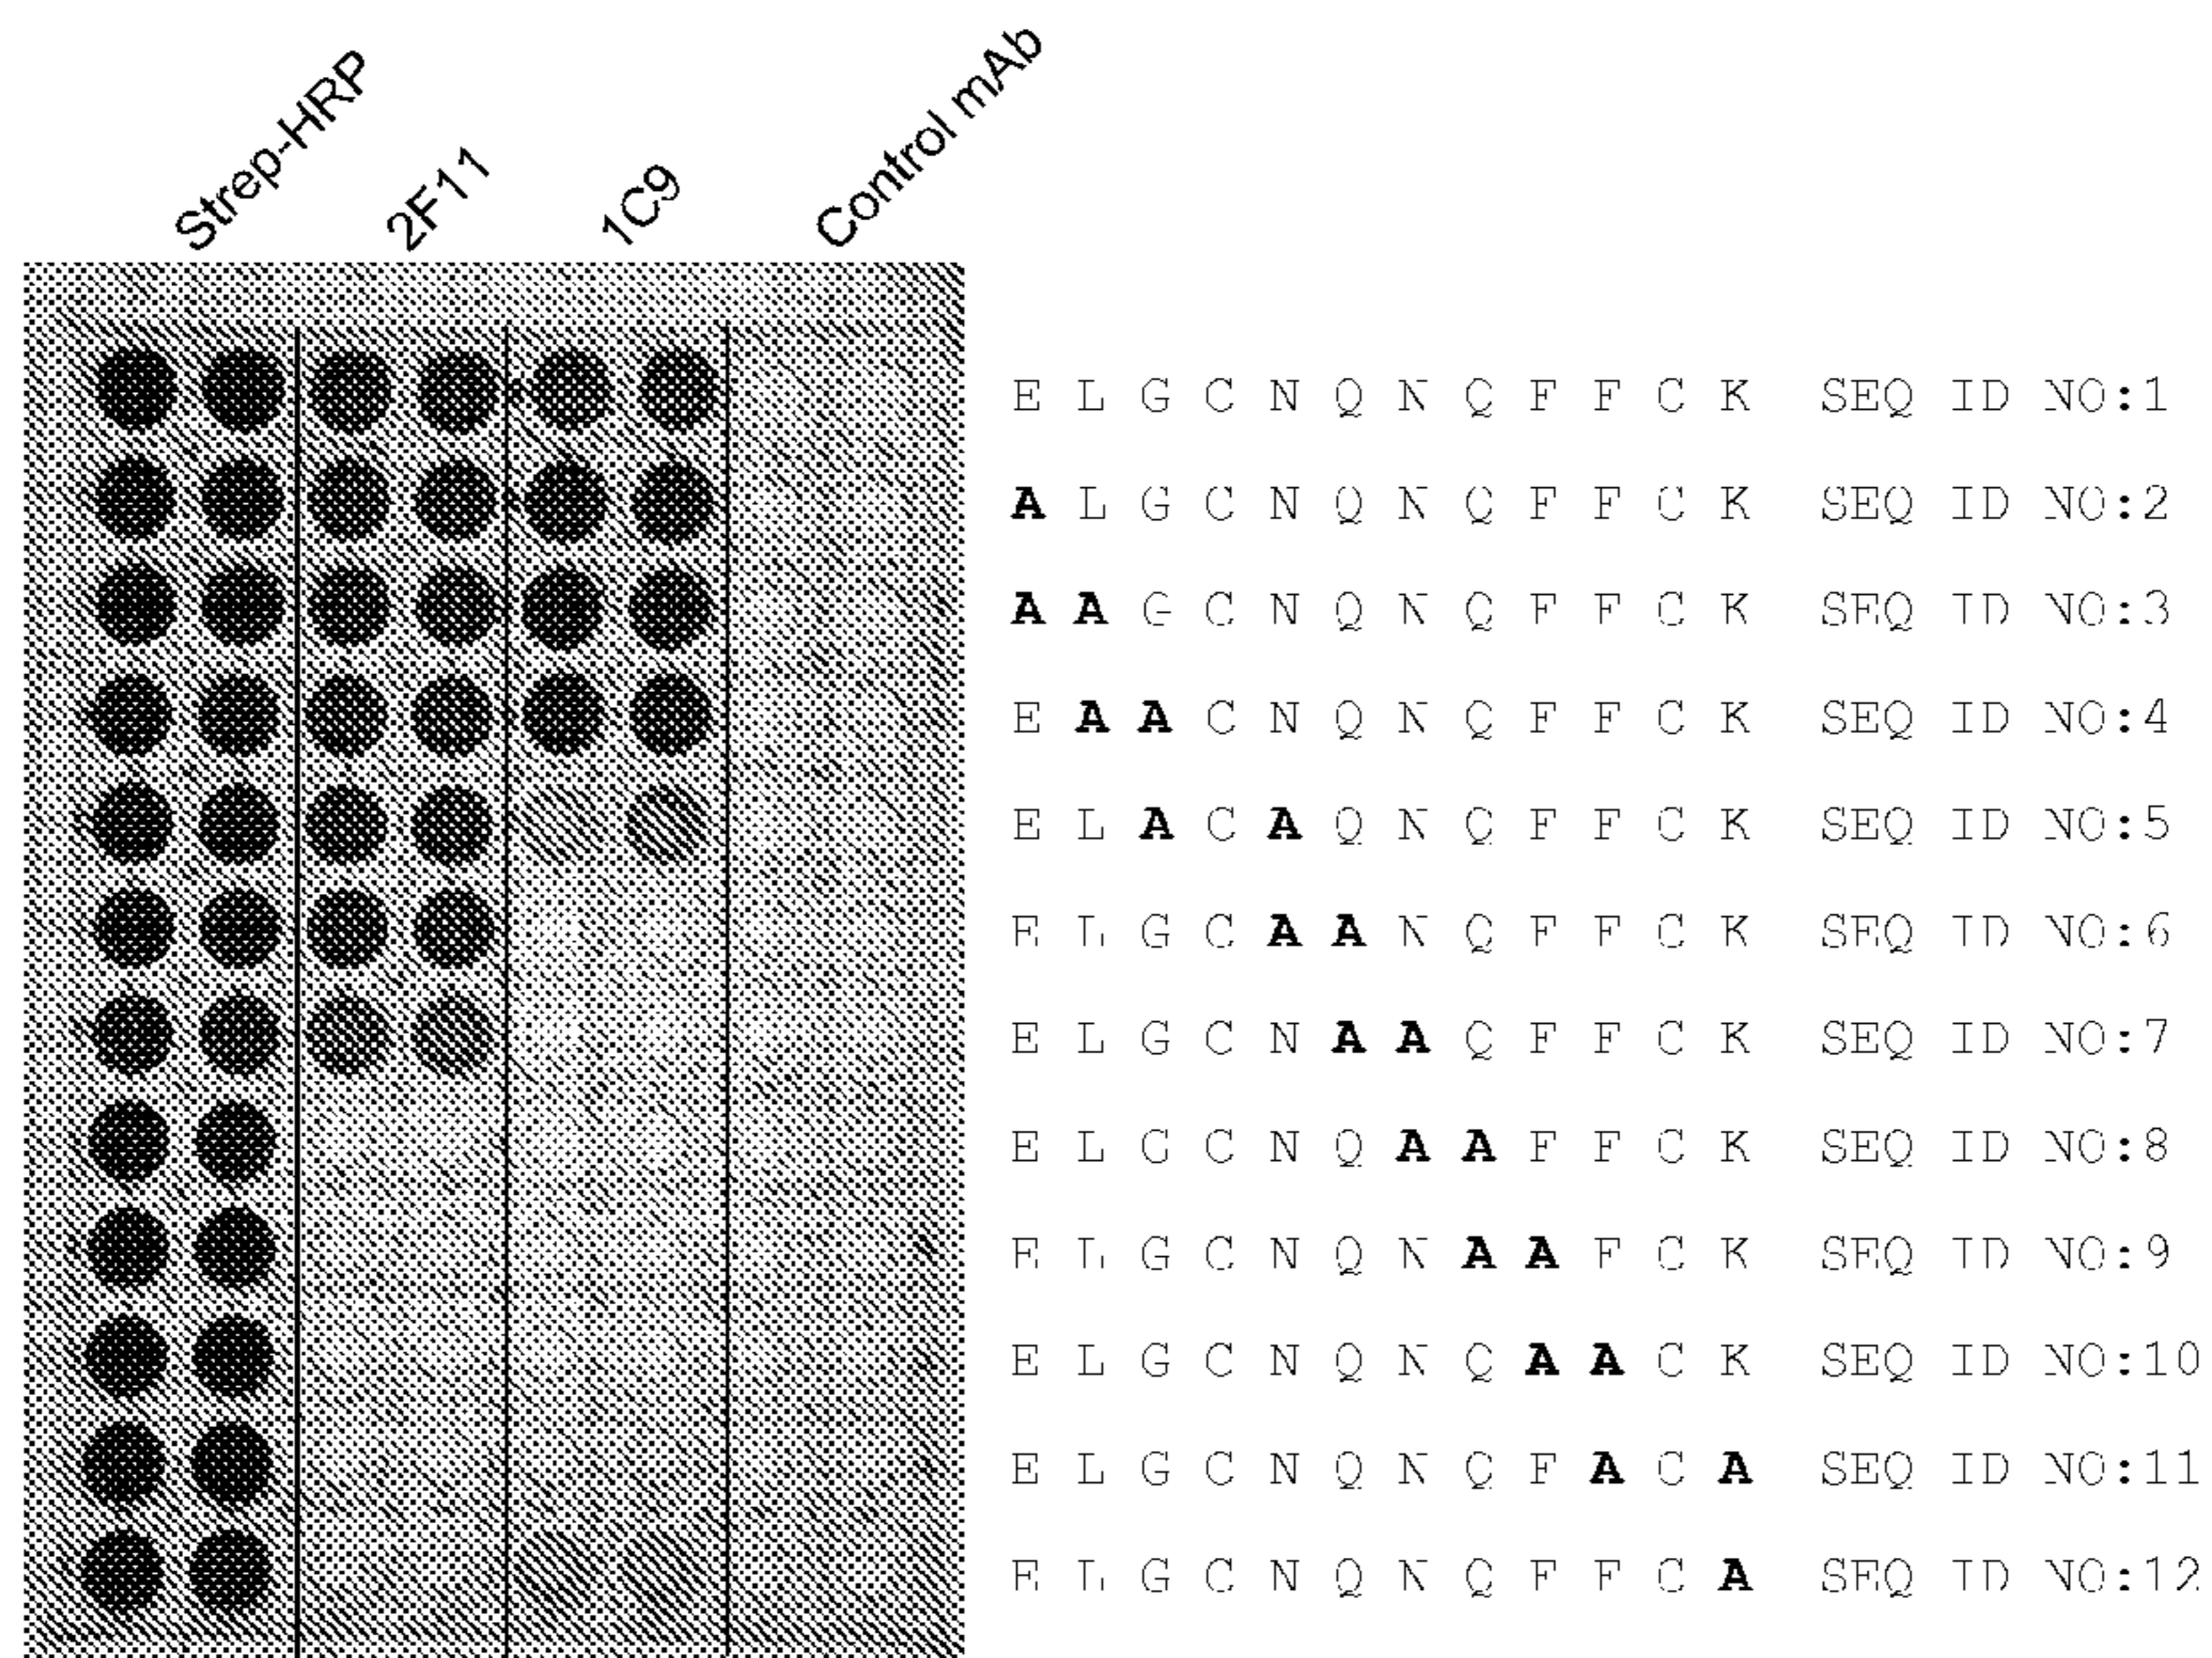 Strep-HRP 2F11 1C9 Control mAb
E L G C N Q N Q F F C K SEQ ID NO:1
A L G C N Q N Q F F C K SEQ ID NO:2
A A G C N Q N Q F F C K SEQ ID NO:3
E A A C N Q N Q F F C K SEQ ID NO:4
E L A C A Q N Q F F C K SEQ ID NO:5
E L G C A A N Q F F C K SEQ ID NO:6
E L G C N A A Q F F C K SEQ ID NO:7
E L G C N Q A A F F C K SEQ ID NO:8
E L G C N Q N A A F C K SEQ ID NO:9
E L G C N Q N Q A A C K SEQ ID NO:10
E L G C N Q N Q F A C A SEQ ID NO:11
E L G C N Q N Q F F C A SEQ ID NO:12